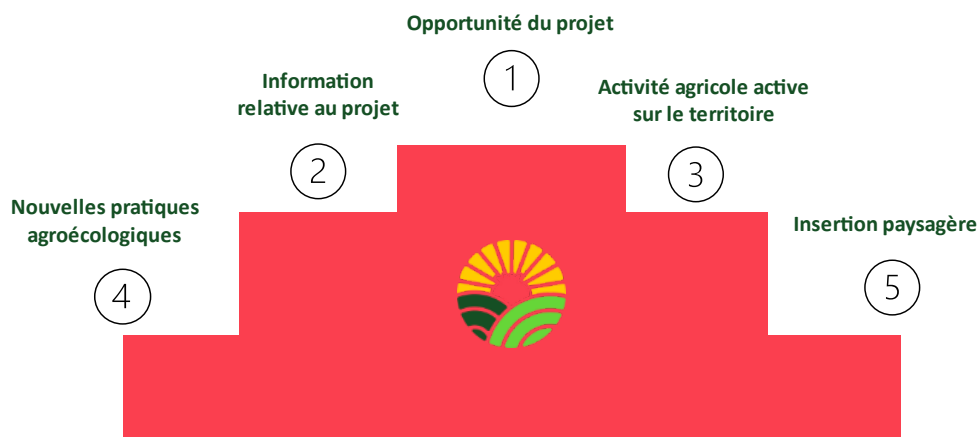 Opportunité du projet
1
Information
relative au projet
2
Activité agricole active
sur le territoire
3
Nouvelles pratiques
agroécologiques
4
Insertion paysagère
5